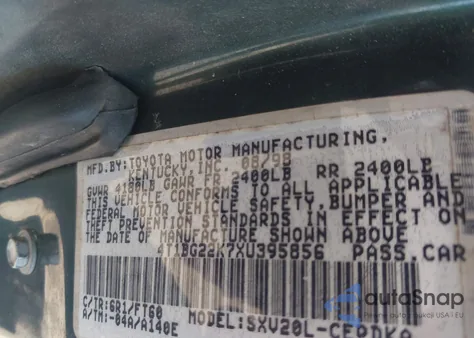 MFD.BY:TOYOTA MOTOR MANUFACTURING,
KENTUCKY,INC. 08/98
GVWR 4180LB GAWR FR 2400LB RR 2400LB
THIS VEHICLE CONFORMS TO ALL APPLICABLE
FEDERAL MOTOR VEHICLE SAFETY, BUMPER AND
THEFT PREVENTION STANDARDS IN EFFECT ON
THE DATE OF MANUFACTURE SHOWN ABOVE
4T1BG22K7XU395856 PASS.CAR
C/TR:6R1/FT60
A/TM:-04A/A140E
MODEL:SXV20L-CEPDKA
autoSnap